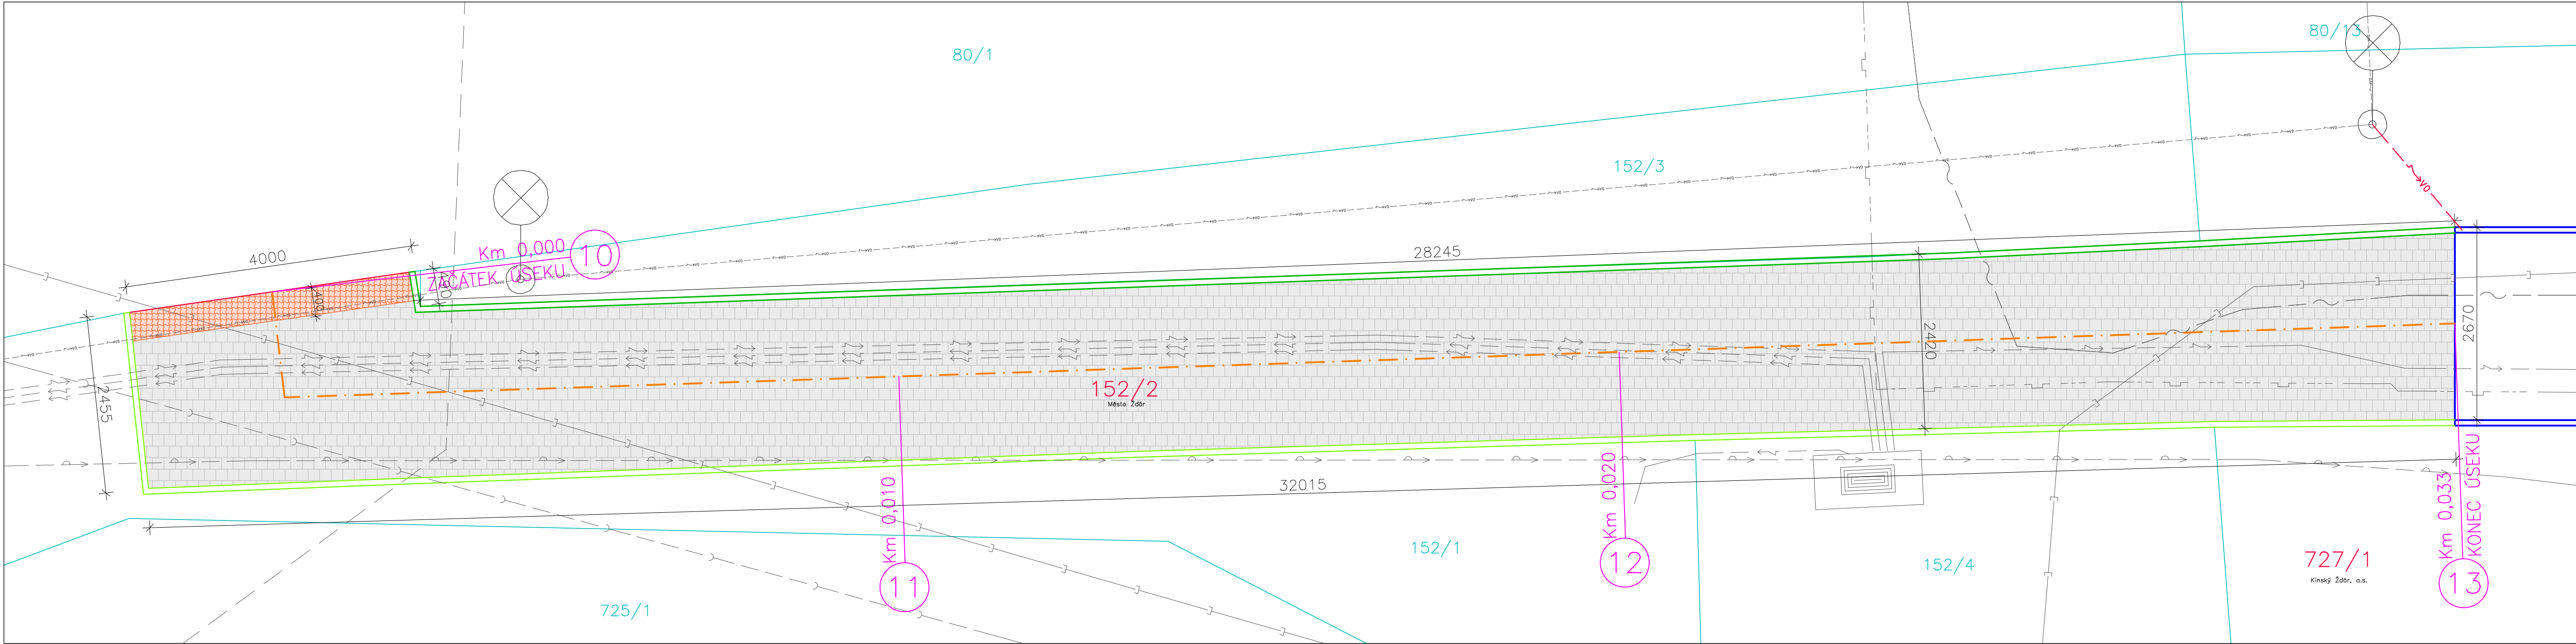 80/1
80/13
152/3
4000
Km 0,000
ZAČÁTEK ÚSEKU
10
28245
400
2455
2420
2670
152/2
Město Žďár
VO
32015
Km 0,010
11
Km 0,020
12
Km 0,033
KONEC ÚSEKU
13
725/1
152/1
152/4
727/1
Kinský Žďár, a.s.